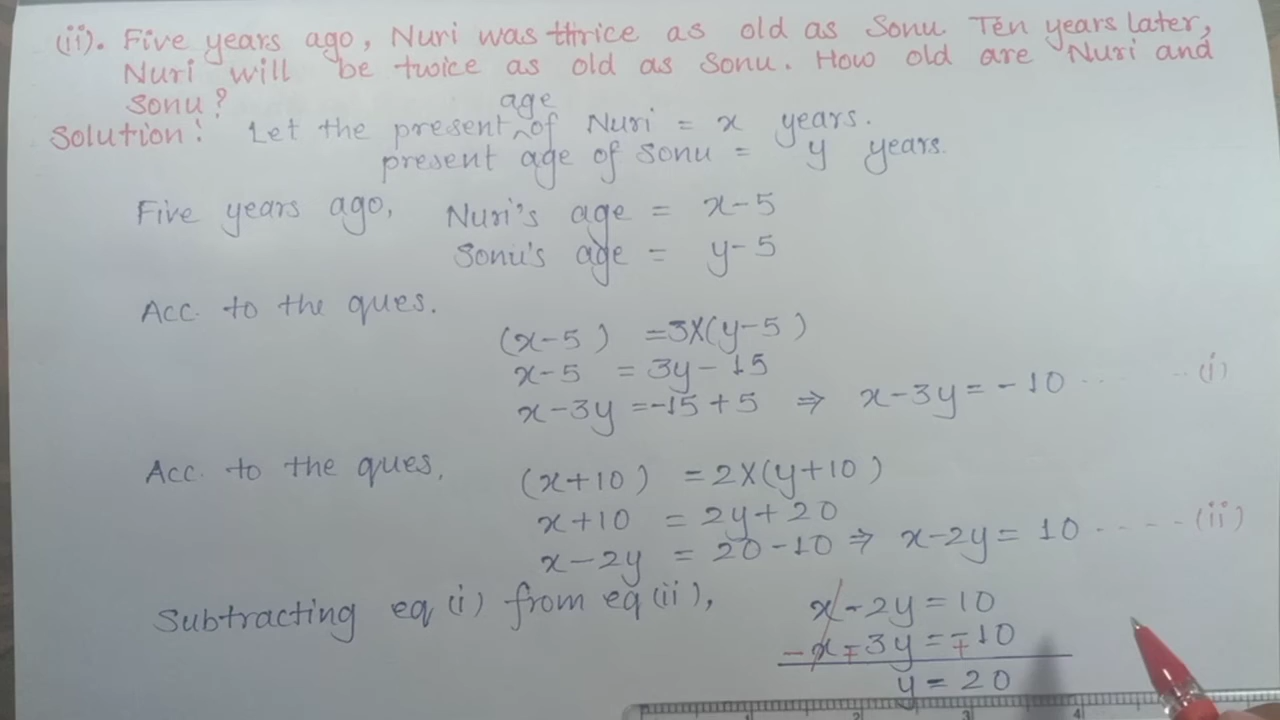 (ii). Five years ago, Nuri was thrice as old as Sonu. Ten years later,
Nuri will be twice as old as Sonu. How old are Nuri and
Sonu?
Solution: Let the present age of Nuri = x years.
present age of Sonu = y years.
Five years ago, Nuri's age = x-5
Sonu's age = y-5
Acc. to the ques.
(x-5) =3X(y-5)
x-5 = 3y-15
x-3y =-15+5 ⇒ x-3y = -10 ...... (i)
Acc. to the ques, (x+10) = 2X(y+10)
x+10 = 2y+20
x-2y = 20-10 ⇒ x-2y = 10 ..... (ii)
Subtracting eq (i) from eq (ii), x-2y = 10
-x∓3y = ∓10
y = 20
1 2 3 4